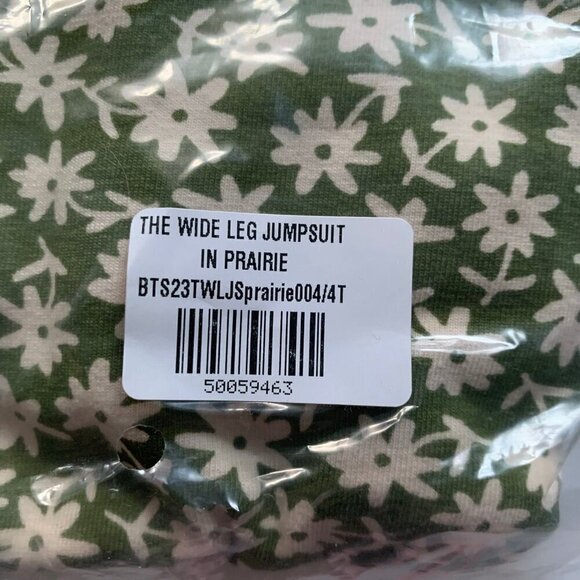 THE WIDE LEG JUMPSUIT
IN PRAIRIE
BTS23TWLJSprairie004/4T
50059463